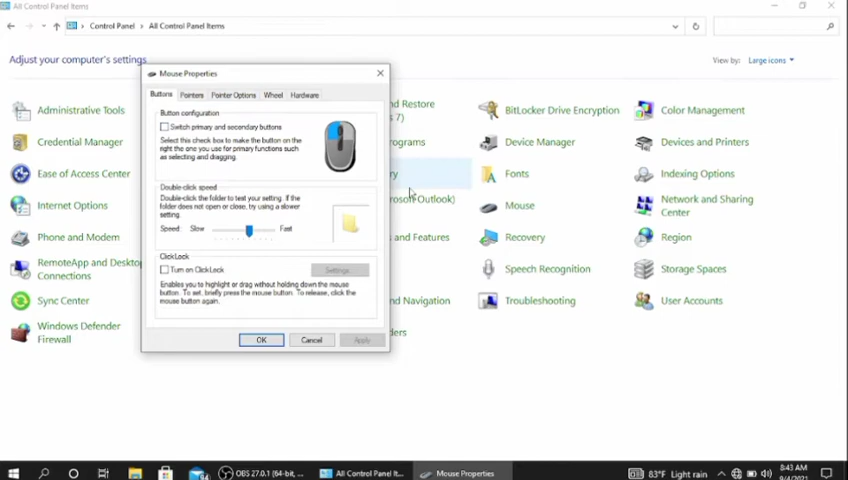 All Control Panel Items
Control Panel
All Control Panel Items
Adjust your computer's settings
View by:
Large icons
Administrative Tools
and Restore
7)
BitLocker Drive Encryption
Color Management
Credential Manager
ograms
Device Manager
Devices and Printers
Ease of Access Center
ry
Fonts
Indexing Options
Internet Options
Outlook)
Mouse
Network and Sharing
Center
Phone and Modem
and Features
Recovery
Region
RemoteApp and Desktop
Connections
Speech Recognition
Storage Spaces
Sync Center
and Navigation
Troubleshooting
User Accounts
Windows Defender
Firewall
ders
Mouse Properties
Buttons
Pointers
Pointer Options
Wheel
Hardware
Button configuration
Switch primary and secondary buttons
Select this check box to make the button on the
right the one you use for primary functions such
as selecting and dragging.
Double-click speed
Double-click the folder to test your setting. If the
folder does not open or close, try using a slower
setting.
Speed:
Slow
Fast
ClickLock
Turn on ClickLock
Settings...
Enables you to highlight or drag without holding down the mouse
button. To set, briefly press the mouse button. To release, click the
mouse button again.
OK
Cancel
Apply
OBS 27.0.1 (64-bit, ...
All Control Panel It...
Mouse Properties
83°F Light rain
8:43 AM
9/4/2021